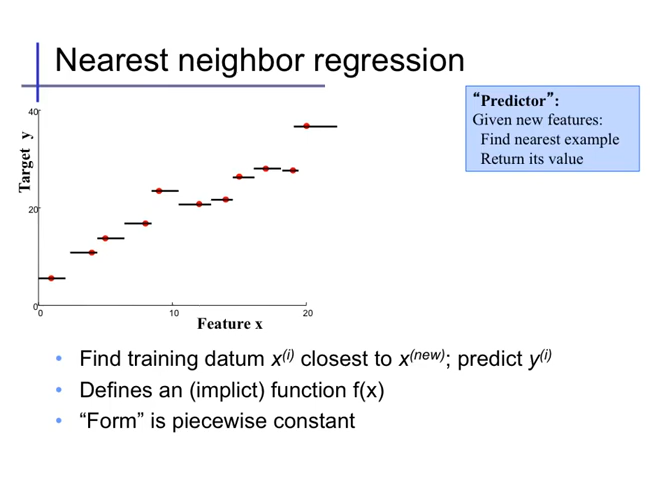 Nearest neighbor regression
“Predictor”:
Given new features:
Find nearest example
Return its value
40
20
0
Target y
0 10 20
Feature x
• Find training datum x(i) closest to x(new); predict y(i)
• Defines an (implict) function f(x)
• “Form” is piecewise constant